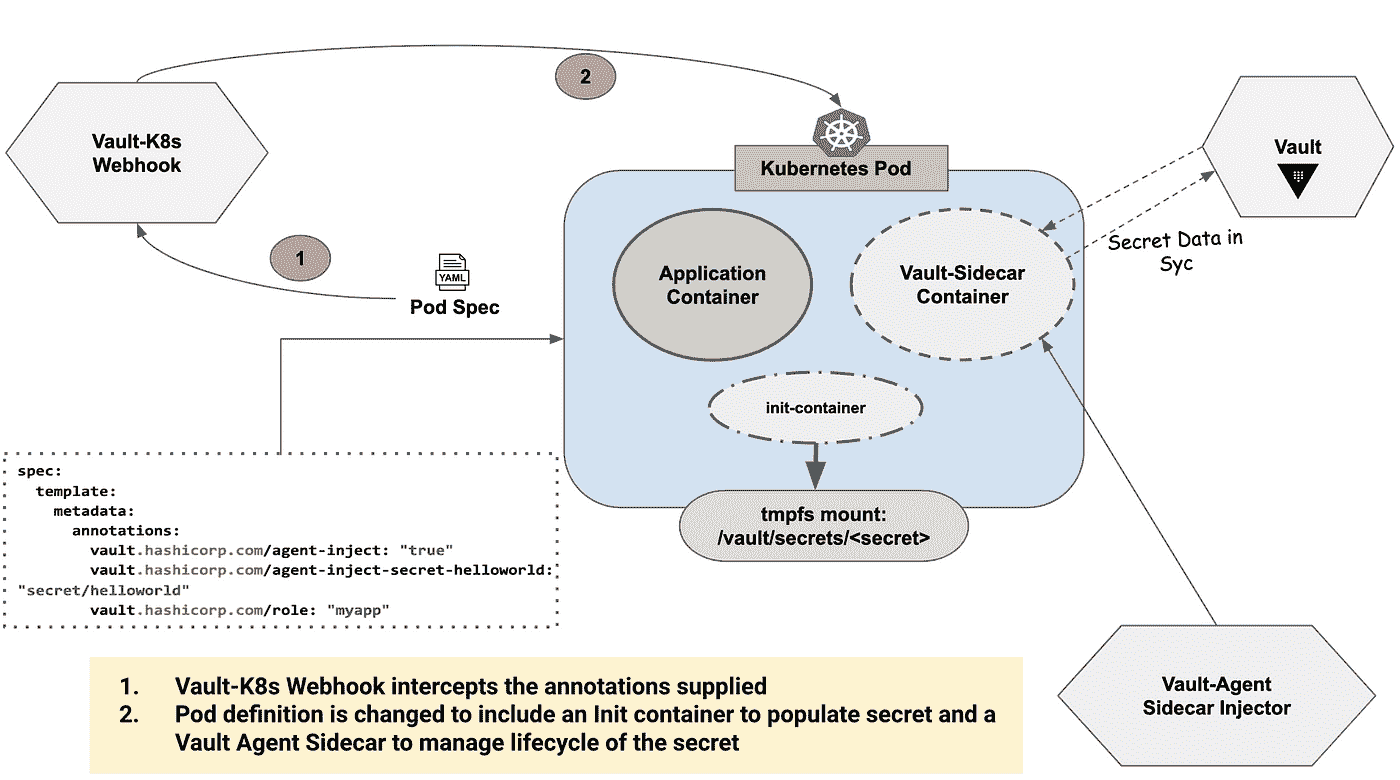 2
Vault-K8s
Webhook
Kubernetes Pod
Vault
1
YAML
Pod Spec
Application
Container
Vault-Sidecar
Container
Secret Data in
Syc
init-container
tmpfs mount:
/vault/secrets/<secret>
spec:
  template:
    metadata:
      annotations:
        vault.hashicorp.com/agent-inject: "true"
        vault.hashicorp.com/agent-inject-secret-helloworld:
"secret/helloworld"
        vault.hashicorp.com/role: "myapp"
Vault-Agent
Sidecar Injector
1. Vault-K8s Webhook intercepts the annotations supplied
2. Pod definition is changed to include an Init container to populate secret and a
Vault Agent Sidecar to manage lifecycle of the secret